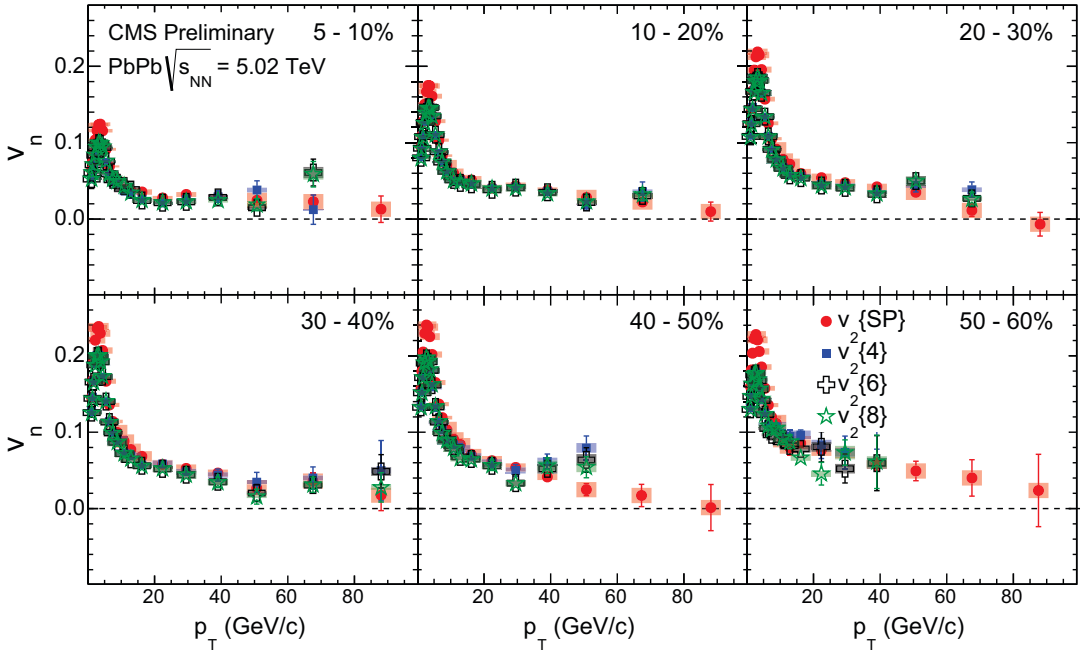 CMS Preliminary 5 - 10% 10 - 20% 20 - 30%
PbPb √s_NN = 5.02 TeV
0.2
0.1
0.0
v_n
30 - 40% 40 - 50% 50 - 60%
v_2{SP}
v_2{4}
v_2{6}
v_2{8}
0.2
0.1
0.0
v_n
20 40 60 80 20 40 60 80 20 40 60 80
p_T (GeV/c) p_T (GeV/c) p_T (GeV/c)